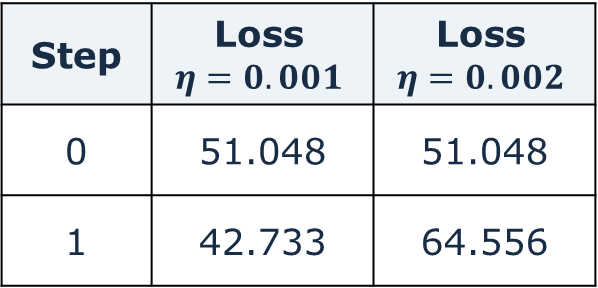 Step
Loss
η = 0.001
Loss
η = 0.002
0
51.048
51.048
1
42.733
64.556